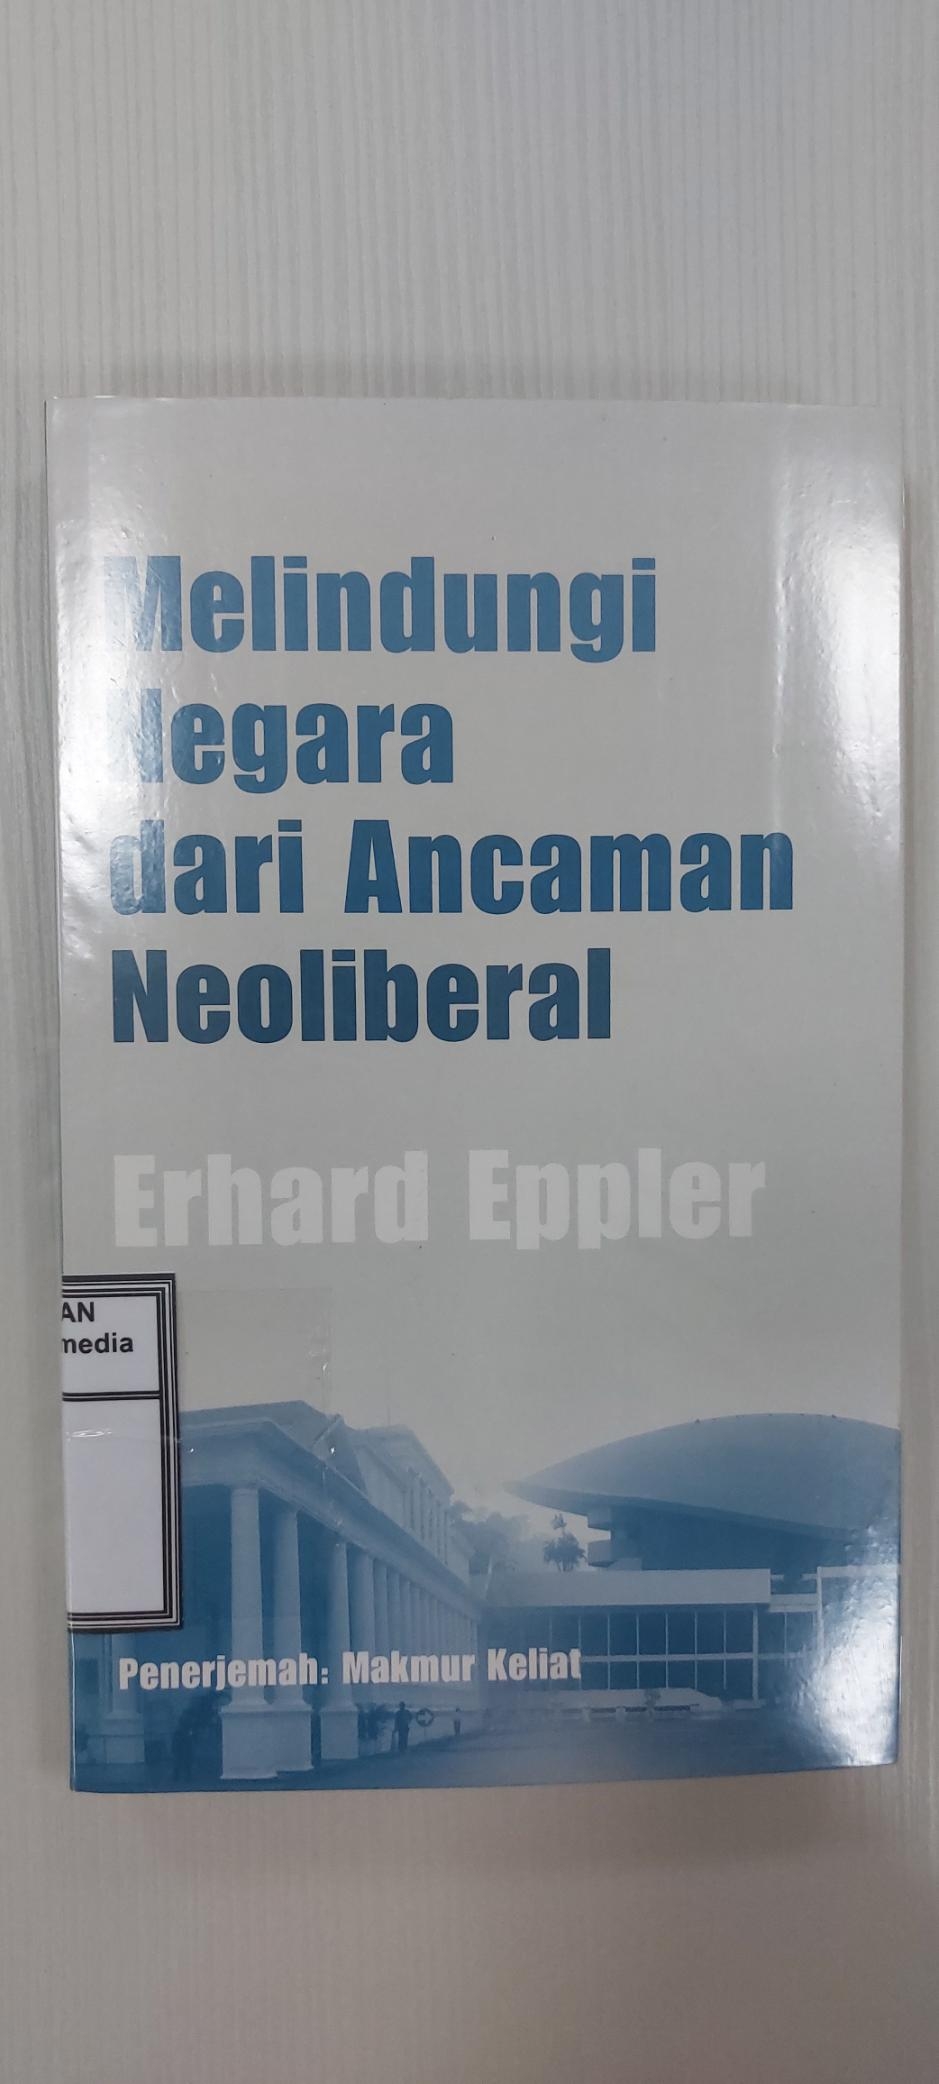 Melindungi
Negara
dari Ancaman
Neoliberal
Erhard Eppler
AN
media
Penerjemah: Makmur Keliat